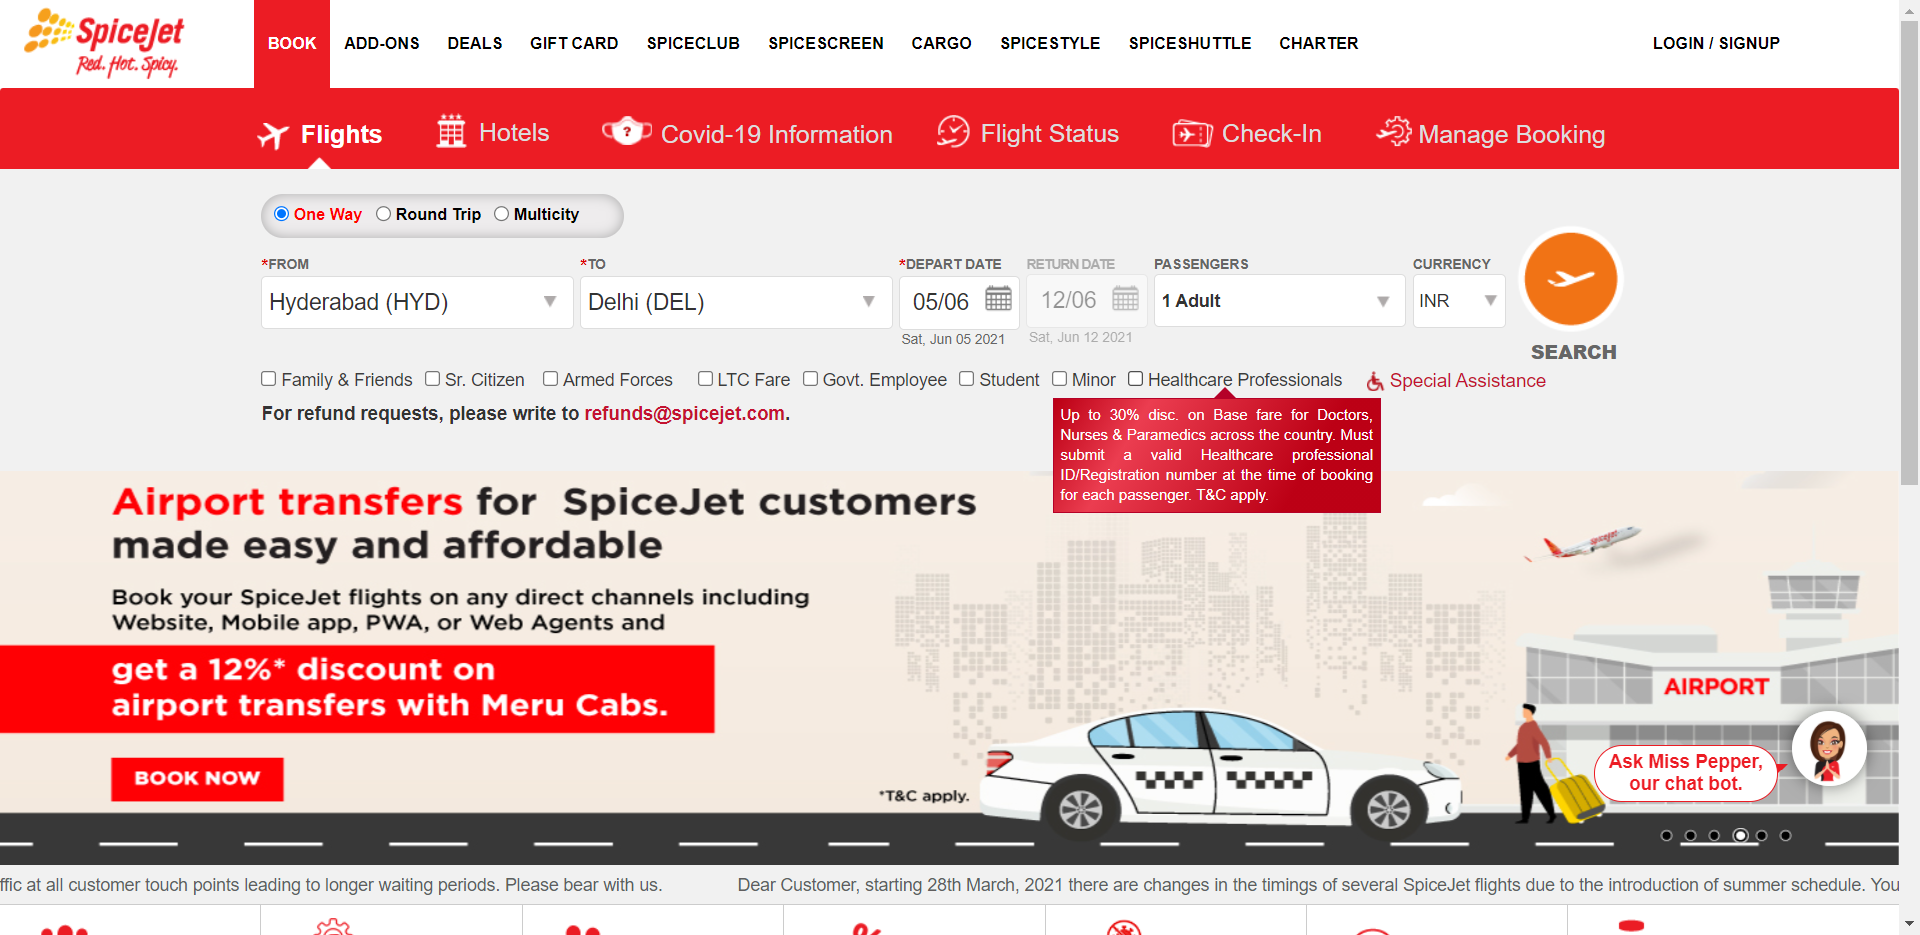 SpiceJet
Red. Hot. Spicy.
BOOK
ADD-ONS
DEALS
GIFT CARD
SPICECLUB
SPICESCREEN
CARGO
SPICESTYLE
SPICESHUTTLE
CHARTER
LOGIN / SIGNUP
Flights
Hotels
?
Covid-19 Information
Flight Status
Check-In
Manage Booking
One Way
Round Trip
Multicity
*FROM
*TO
*DEPART DATE
RETURN DATE
PASSENGERS
CURRENCY
Hyderabad (HYD)
Delhi (DEL)
05/06
12/06
1 Adult
INR
Sat, Jun 05 2021
Sat, Jun 12 2021
SEARCH
Family & Friends
Sr. Citizen
Armed Forces
LTC Fare
Govt. Employee
Student
Minor
Healthcare Professionals
Special Assistance
For refund requests, please write to refunds@spicejet.com.
Up to 30% disc. on Base fare for Doctors,
Nurses & Paramedics across the country. Must
submit a valid Healthcare professional
ID/Registration number at the time of booking
for each passenger. T&C apply.
Airport transfers for SpiceJet customers
made easy and affordable
Book your SpiceJet flights on any direct channels including
Website, Mobile app, PWA, or Web Agents and
get a 12%* discount on
airport transfers with Meru Cabs.
BOOK NOW
*T&C apply.
spicejet
AIRPORT
Ask Miss Pepper,
our chat bot.
ffic at all customer touch points leading to longer waiting periods. Please bear with us.
Dear Customer, starting 28th March, 2021 there are changes in the timings of several SpiceJet flights due to the introduction of summer schedule. You